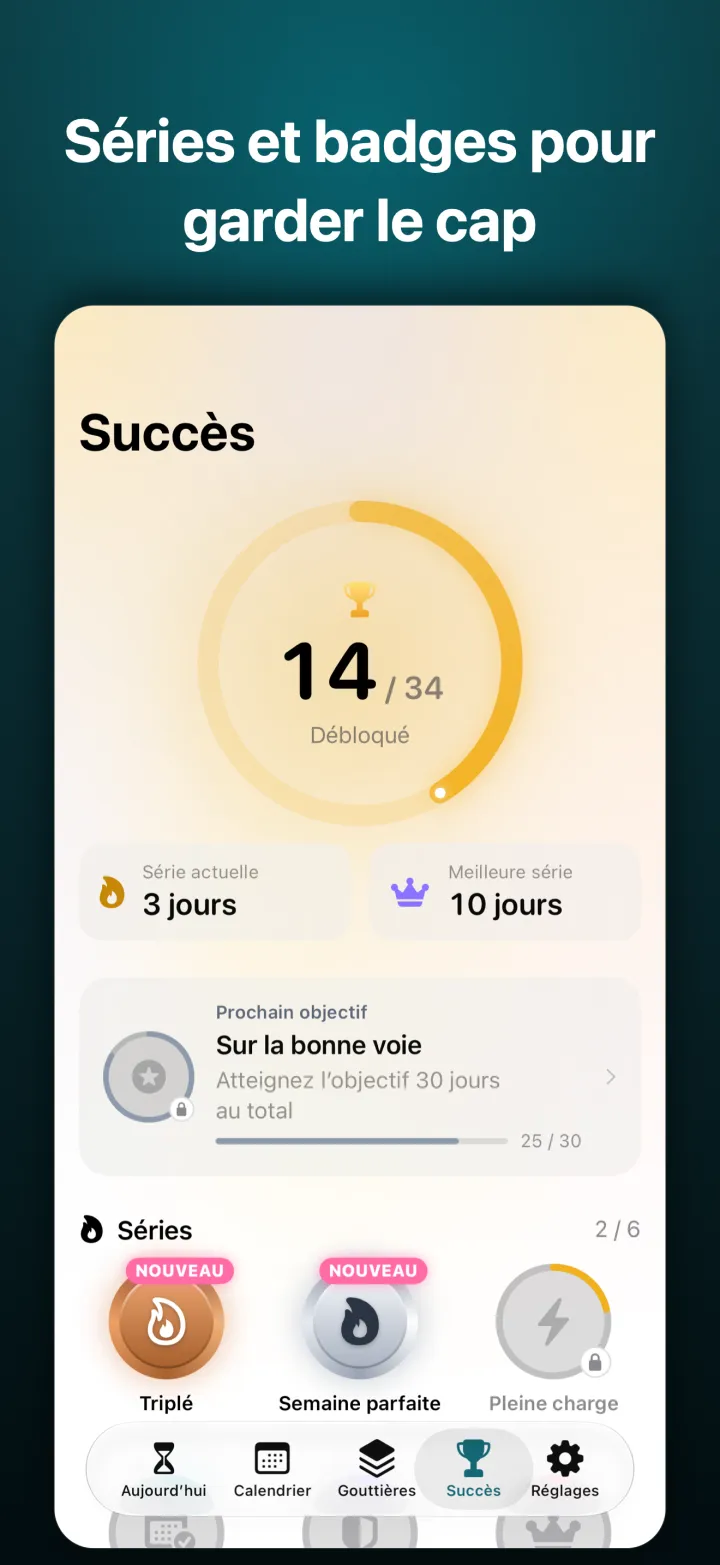 Séries et badges pour
garder le cap
Succès
14 / 34
Débloqué
Série actuelle
3 jours
Meilleure série
10 jours
Prochain objectif
Sur la bonne voie
Atteignez l’objectif 30 jours
au total
25 / 30
Séries
2 / 6
NOUVEAU
NOUVEAU
Triplé
Semaine parfaite
Pleine charge
Aujourd’hui
Calendrier
Gouttières
Succès
Réglages